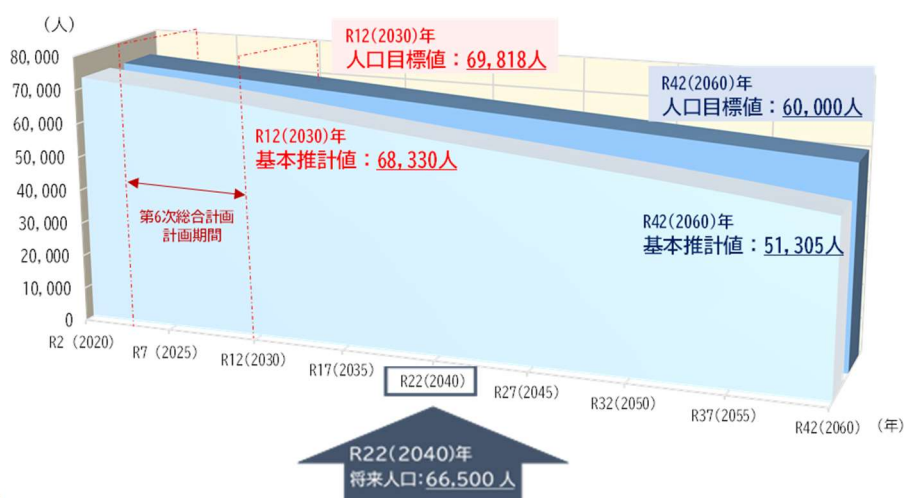 (人)
80,000
70,000
60,000
50,000
40,000
30,000
20,000
10,000
0
R12(2030)年
人口目標値：69,818人
R42(2060)年
人口目標値：60,000人
R12(2030)年
基本推計値：68,330人
第6次総合計画
計画期間
R42(2060)年
基本推計値：51,305人
R2 (2020)
R7 (2025)
R12(2030)
R17(2035)
R22(2040)
R27(2045)
R32(2050)
R37(2055)
R42(2060)
(年)
R22(2040)年
将来人口：66,500 人